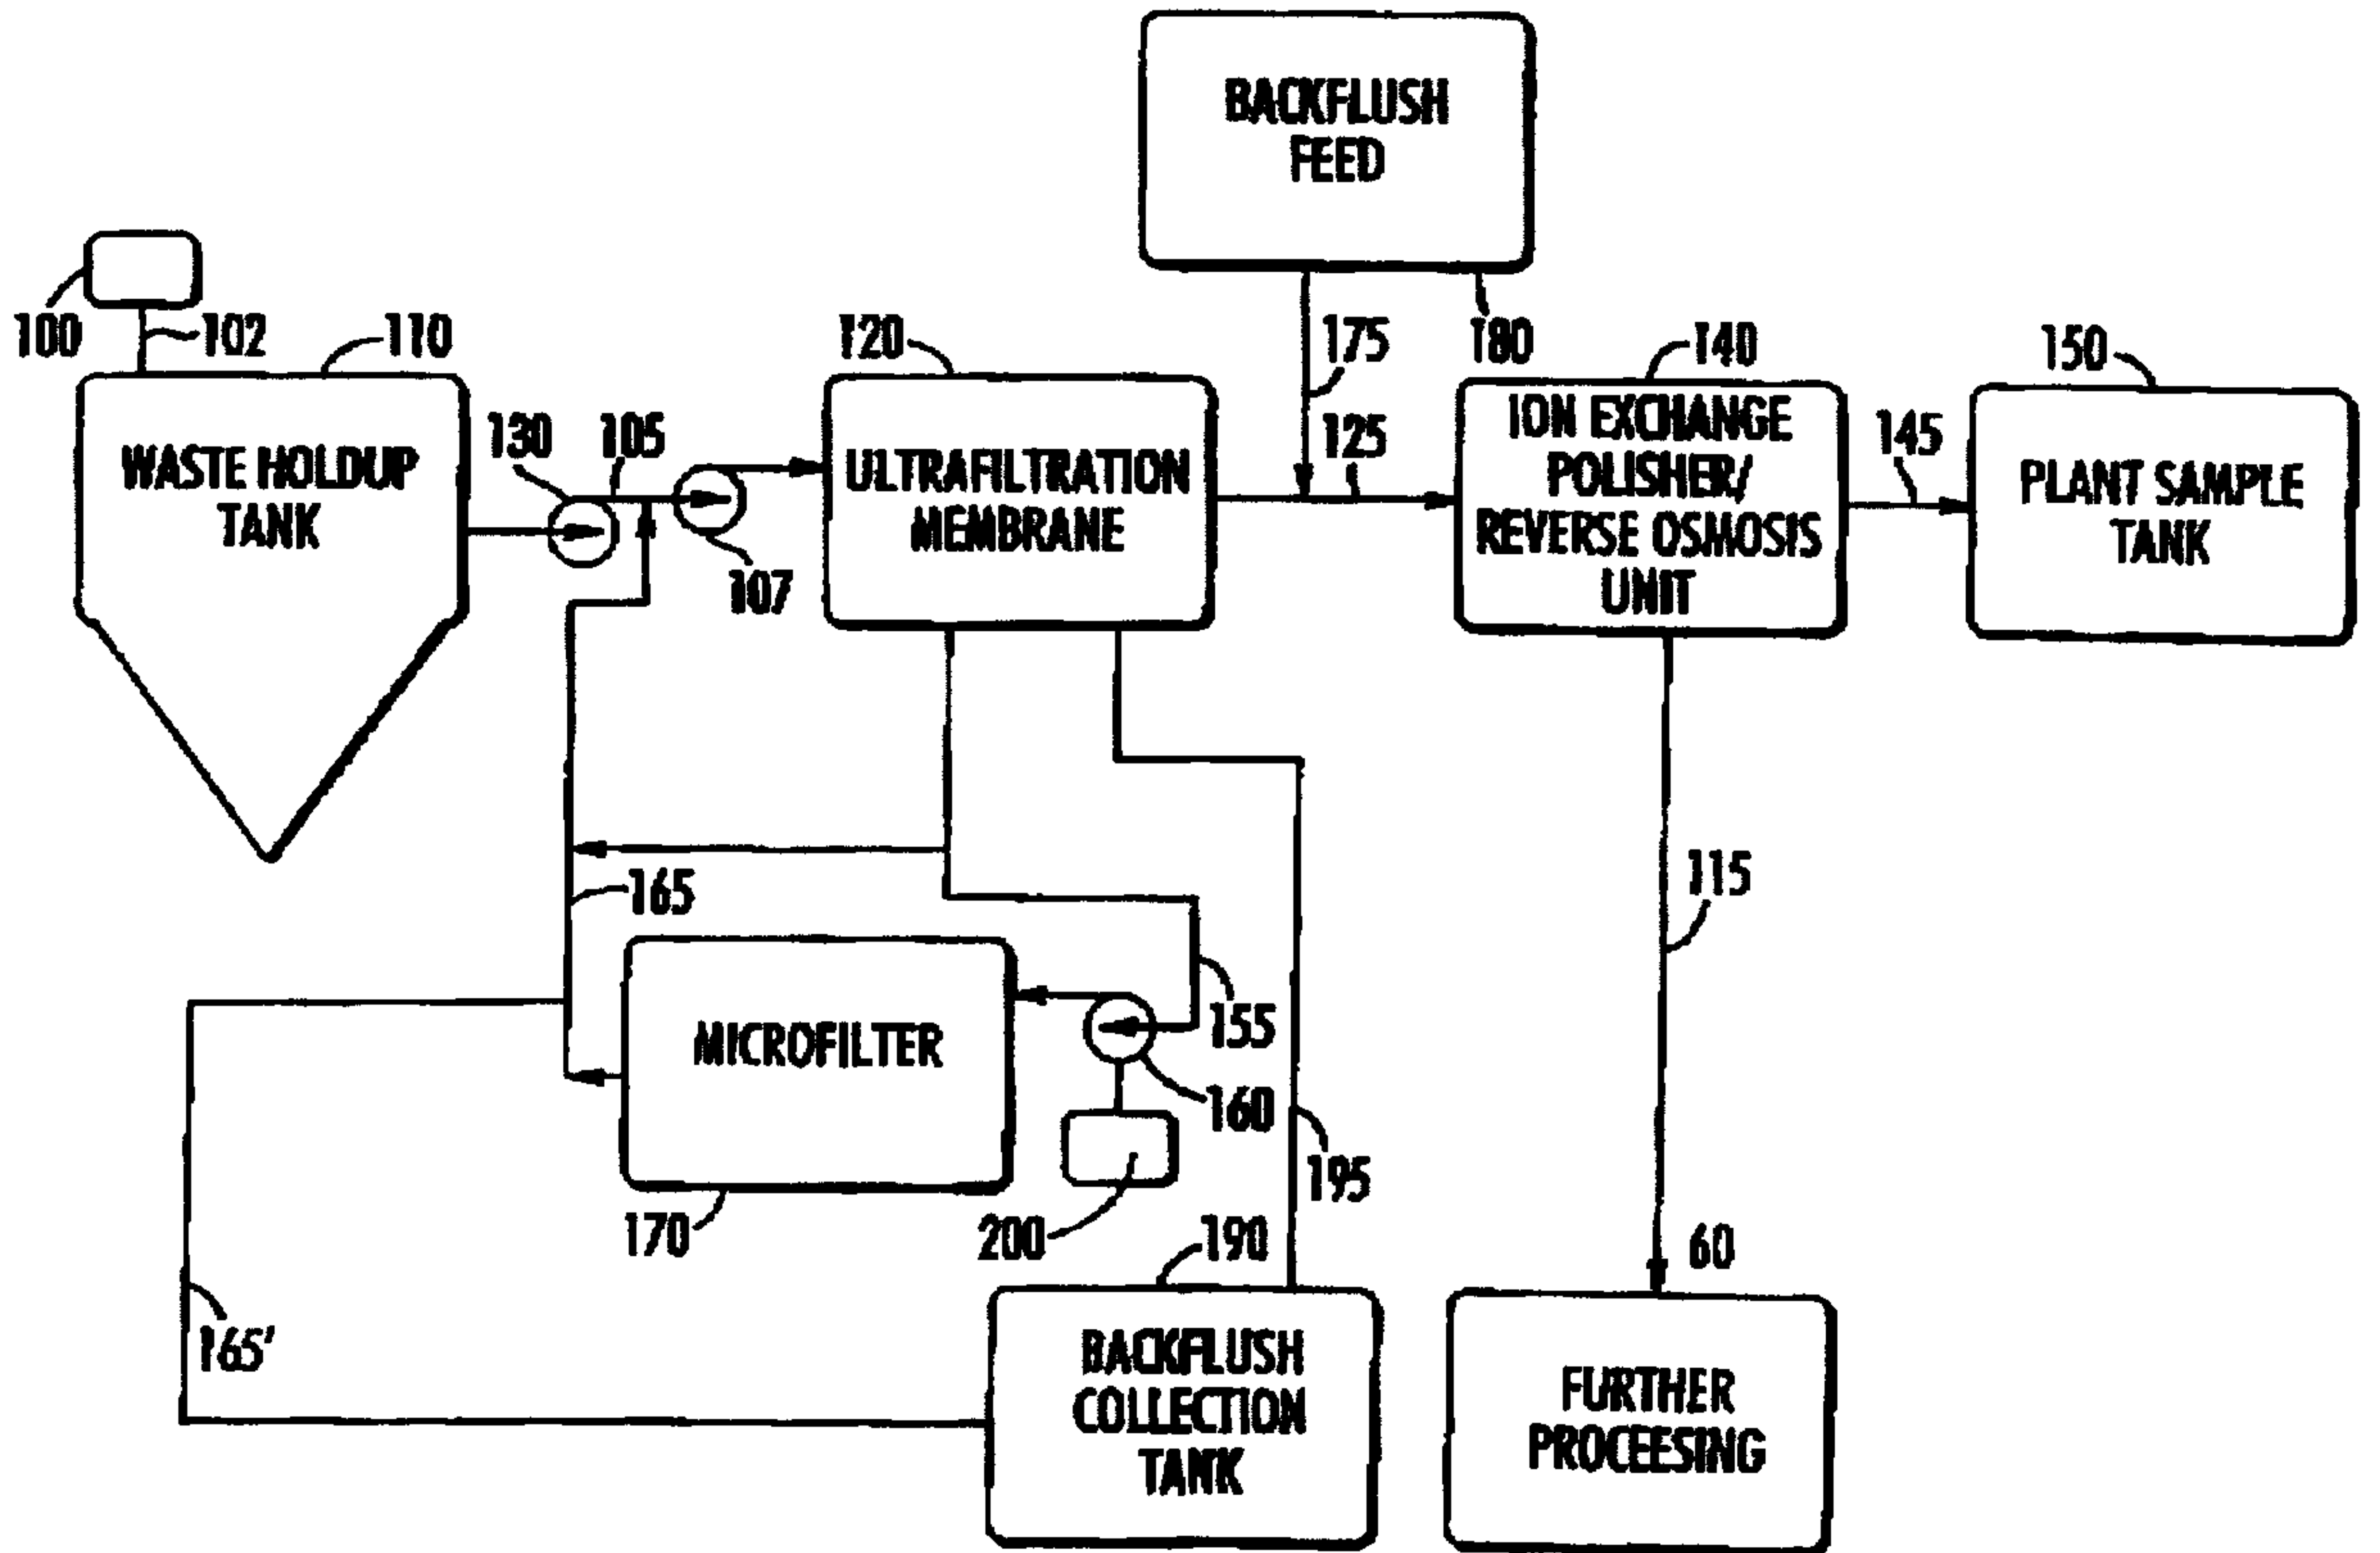 BACKFLUSH
FEED
100
102
110
120
175
180
140
150
130
105
125
145
WASTE HOLDUP
TANK
ULTRAFILTRATION
MEMBRANE
ION EXCHANGE
POLISHER/
REVERSE OSMOSIS
UNIT
PLANT SAMPLE
TANK
107
165
115
155
MICROFILTER
160
195
170
200
190
60
165'
BACKFLUSH
COLLECTION
TANK
FURTHER
PROCEESING